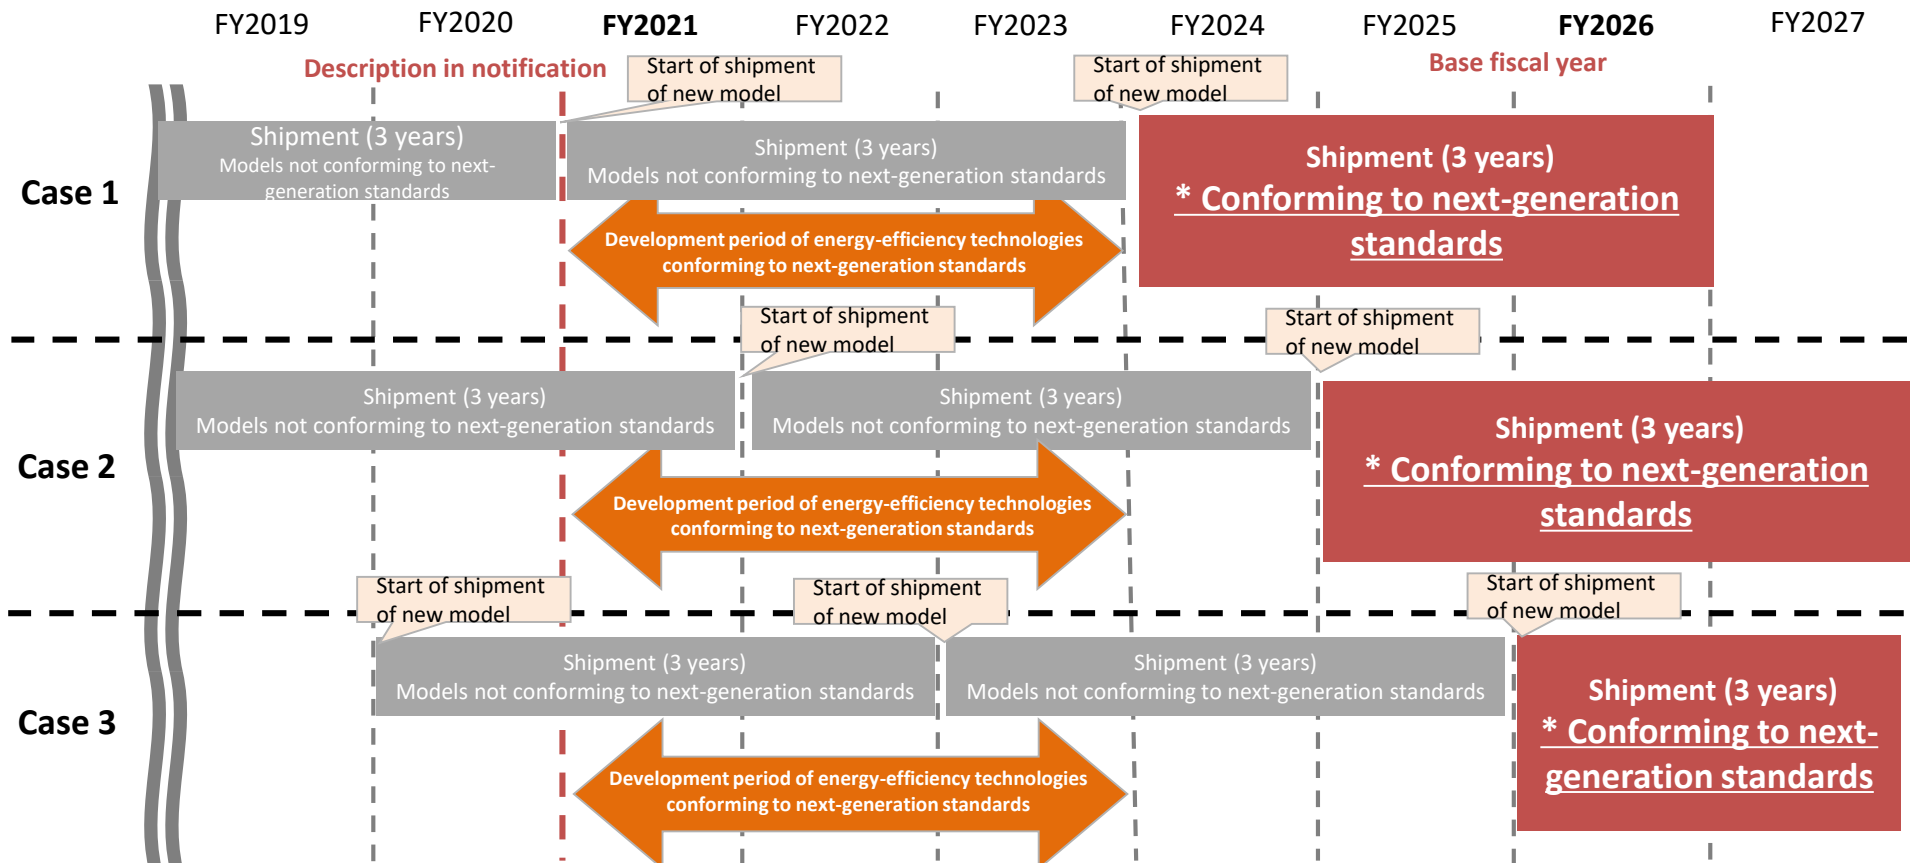 FY2019 FY2020 FY2021 FY2022 FY2023 FY2024 FY2025 FY2026 FY2027
Description in notification
Base fiscal year
Start of shipment
of new model
Start of shipment
of new model
Case 1
Shipment (3 years)
Models not conforming to next-
generation standards
Shipment (3 years)
Models not conforming to next-generation standards
Shipment (3 years)
* Conforming to next-generation
standards
Development period of energy-efficiency technologies
conforming to next-generation standards
Start of shipment
of new model
Start of shipment
of new model
Case 2
Shipment (3 years)
Models not conforming to next-generation standards
Shipment (3 years)
Models not conforming to next-generation standards
Shipment (3 years)
* Conforming to next-generation
standards
Development period of energy-efficiency technologies
conforming to next-generation standards
Start of shipment
of new model
Start of shipment
of new model
Start of shipment
of new model
Case 3
Shipment (3 years)
Models not conforming to next-generation standards
Shipment (3 years)
Models not conforming to next-generation standards
Shipment (3 years)
* Conforming to next-
generation standards
Development period of energy-efficiency technologies
conforming to next-generation standards